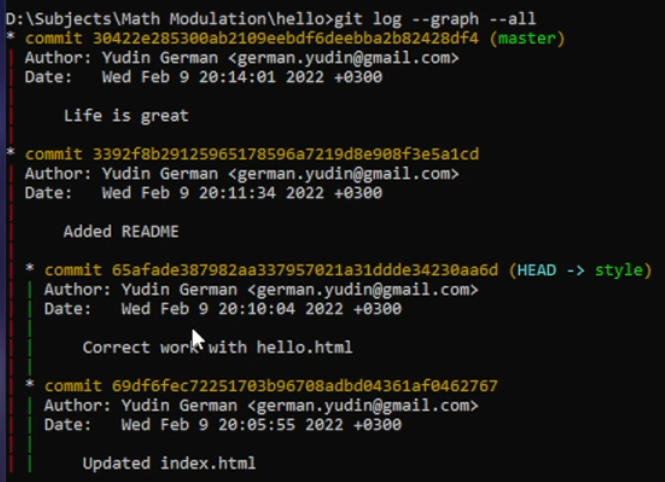 D:\Subjects\Math Modulation\hello>git log --graph --all
* commit 30422e285300ab2109eebdf6deebba2b82428df4 (master)
| Author: Yudin German <german.yudin@gmail.com>
| Date:   Wed Feb 9 20:14:01 2022 +0300
|
|     Life is great
|
* commit 3392f8b29125965178596a7219d8e908f3e5a1cd
| Author: Yudin German <german.yudin@gmail.com>
| Date:   Wed Feb 9 20:11:34 2022 +0300
|
|     Added README
|
| * commit 65afade387982aa337957021a31ddde34230aa6d (HEAD -> style)
| | Author: Yudin German <german.yudin@gmail.com>
| | Date:   Wed Feb 9 20:10:04 2022 +0300
| |
| |     Correct work with hello.html
| |
| * commit 69df6fec72251703b96708adbd04361af0462767
| | Author: Yudin German <german.yudin@gmail.com>
| | Date:   Wed Feb 9 20:05:55 2022 +0300
| |
| |     Updated index.html